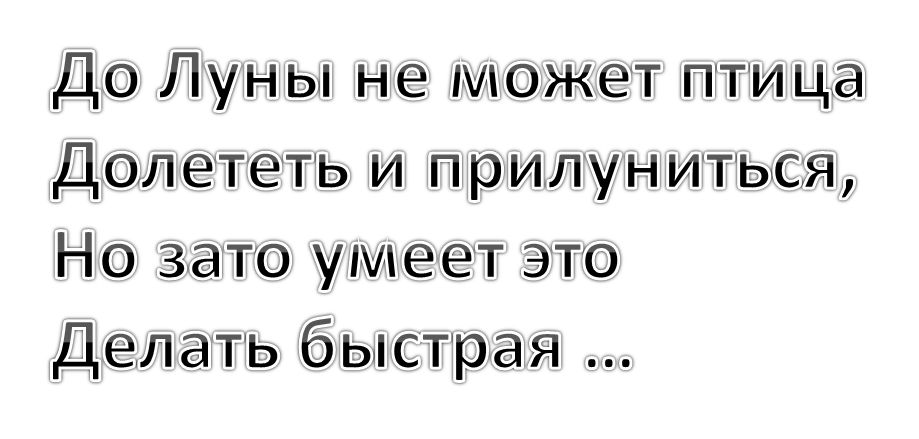 До Луны не может птица
Долететь и прилуниться,
Но зато умеет это
Делать быстрая ...